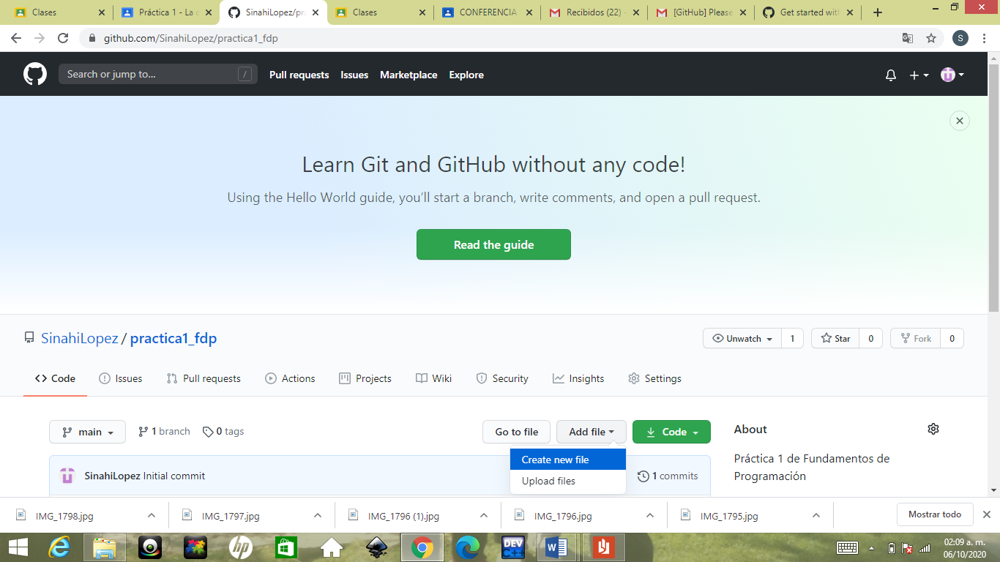 Clases
Práctica 1 - La c
SinahiLopez/pr
Clases
CONFERENCIA
Recibidos (22) -
[GitHub] Please
Get started with
github.com/SinahiLopez/practica1_fdp
S
Search or jump to...
/
Pull requests Issues Marketplace Explore
Learn Git and GitHub without any code!
Using the Hello World guide, you'll start a branch, write comments, and open a pull request.
Read the guide
SinahiLopez / practica1_fdp
Unwatch 1
Star 0
Fork 0
Code
Issues
Pull requests
Actions
Projects
Wiki
Security
Insights
Settings
main
1 branch
0 tags
Go to file
Add file
Code
Create new file
Upload files
SinahiLopez Initial commit
1 commits
About
Práctica 1 de Fundamentos de
Programación
IMG_1798.jpg
IMG_1797.jpg
IMG_1796 (1).jpg
IMG_1796.jpg
IMG_1795.jpg
Mostrar todo
hp
DEV
C++
02:09 a. m.
06/10/2020